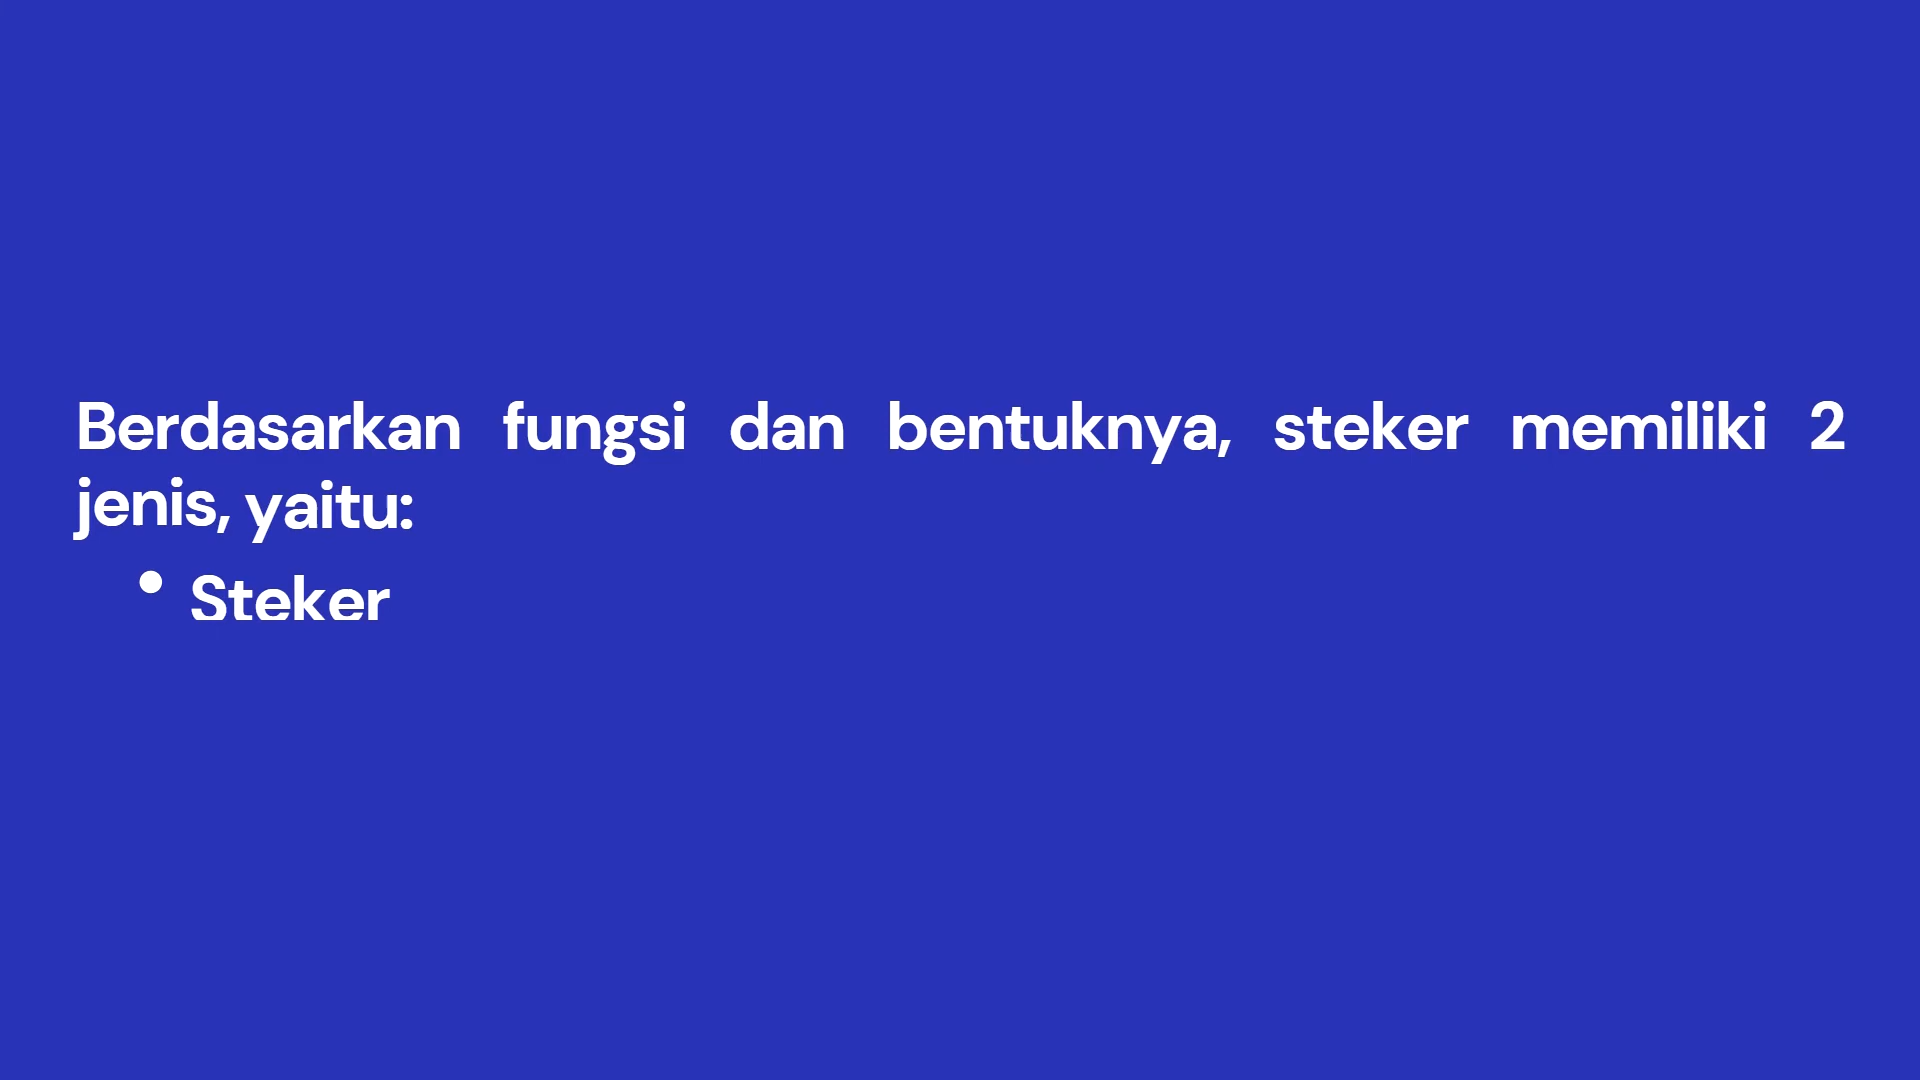 Berdasarkan fungsi dan bentuknya, steker memiliki 2
jenis, yaitu:
• Steker